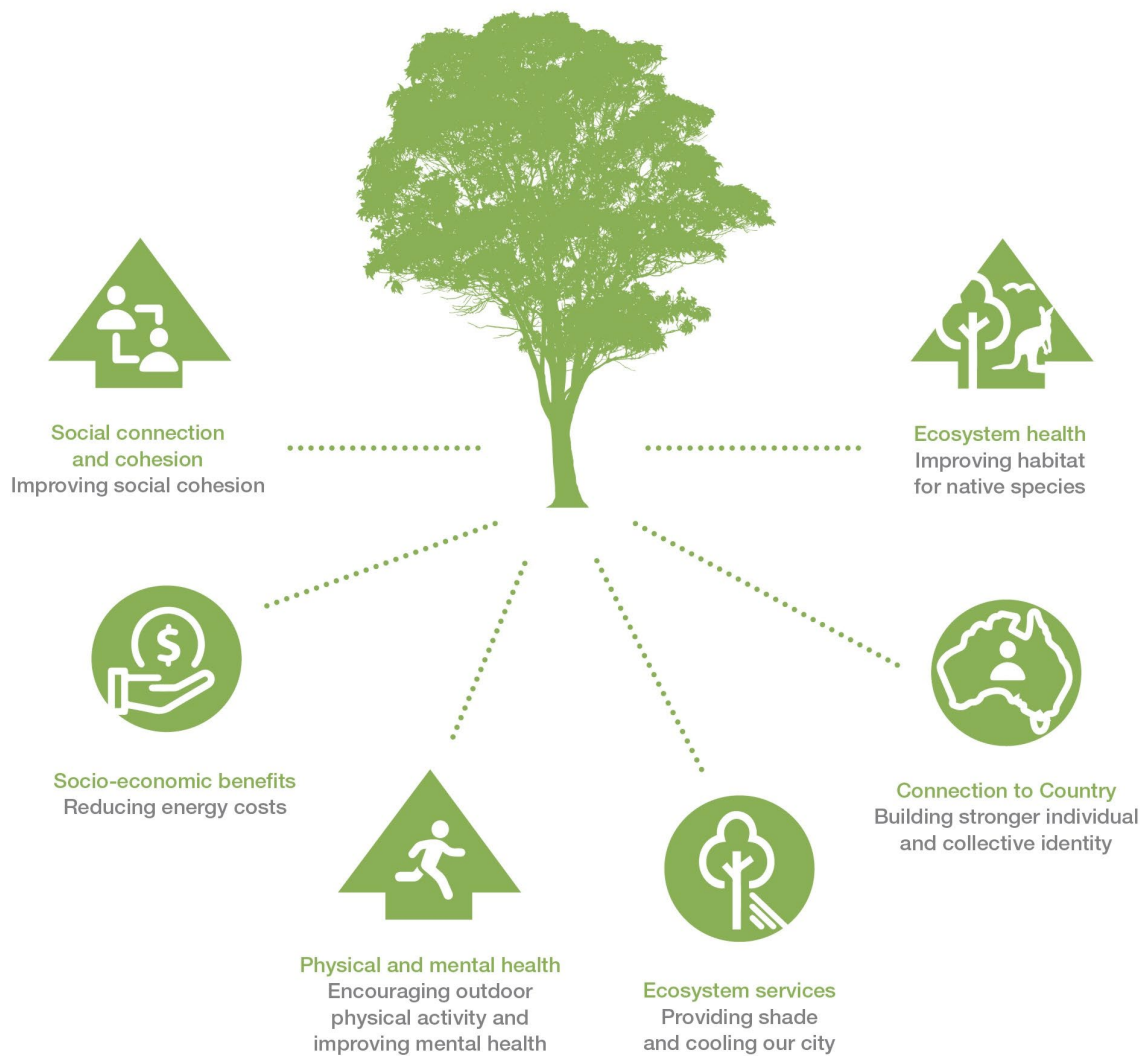 Social connection
and cohesion
Improving social cohesion
Ecosystem health
Improving habitat
for native species
$
Socio-economic benefits
Reducing energy costs
Connection to Country
Building stronger individual
and collective identity
Physical and mental health
Encouraging outdoor
physical activity and
improving mental health
Ecosystem services
Providing shade
and cooling our city